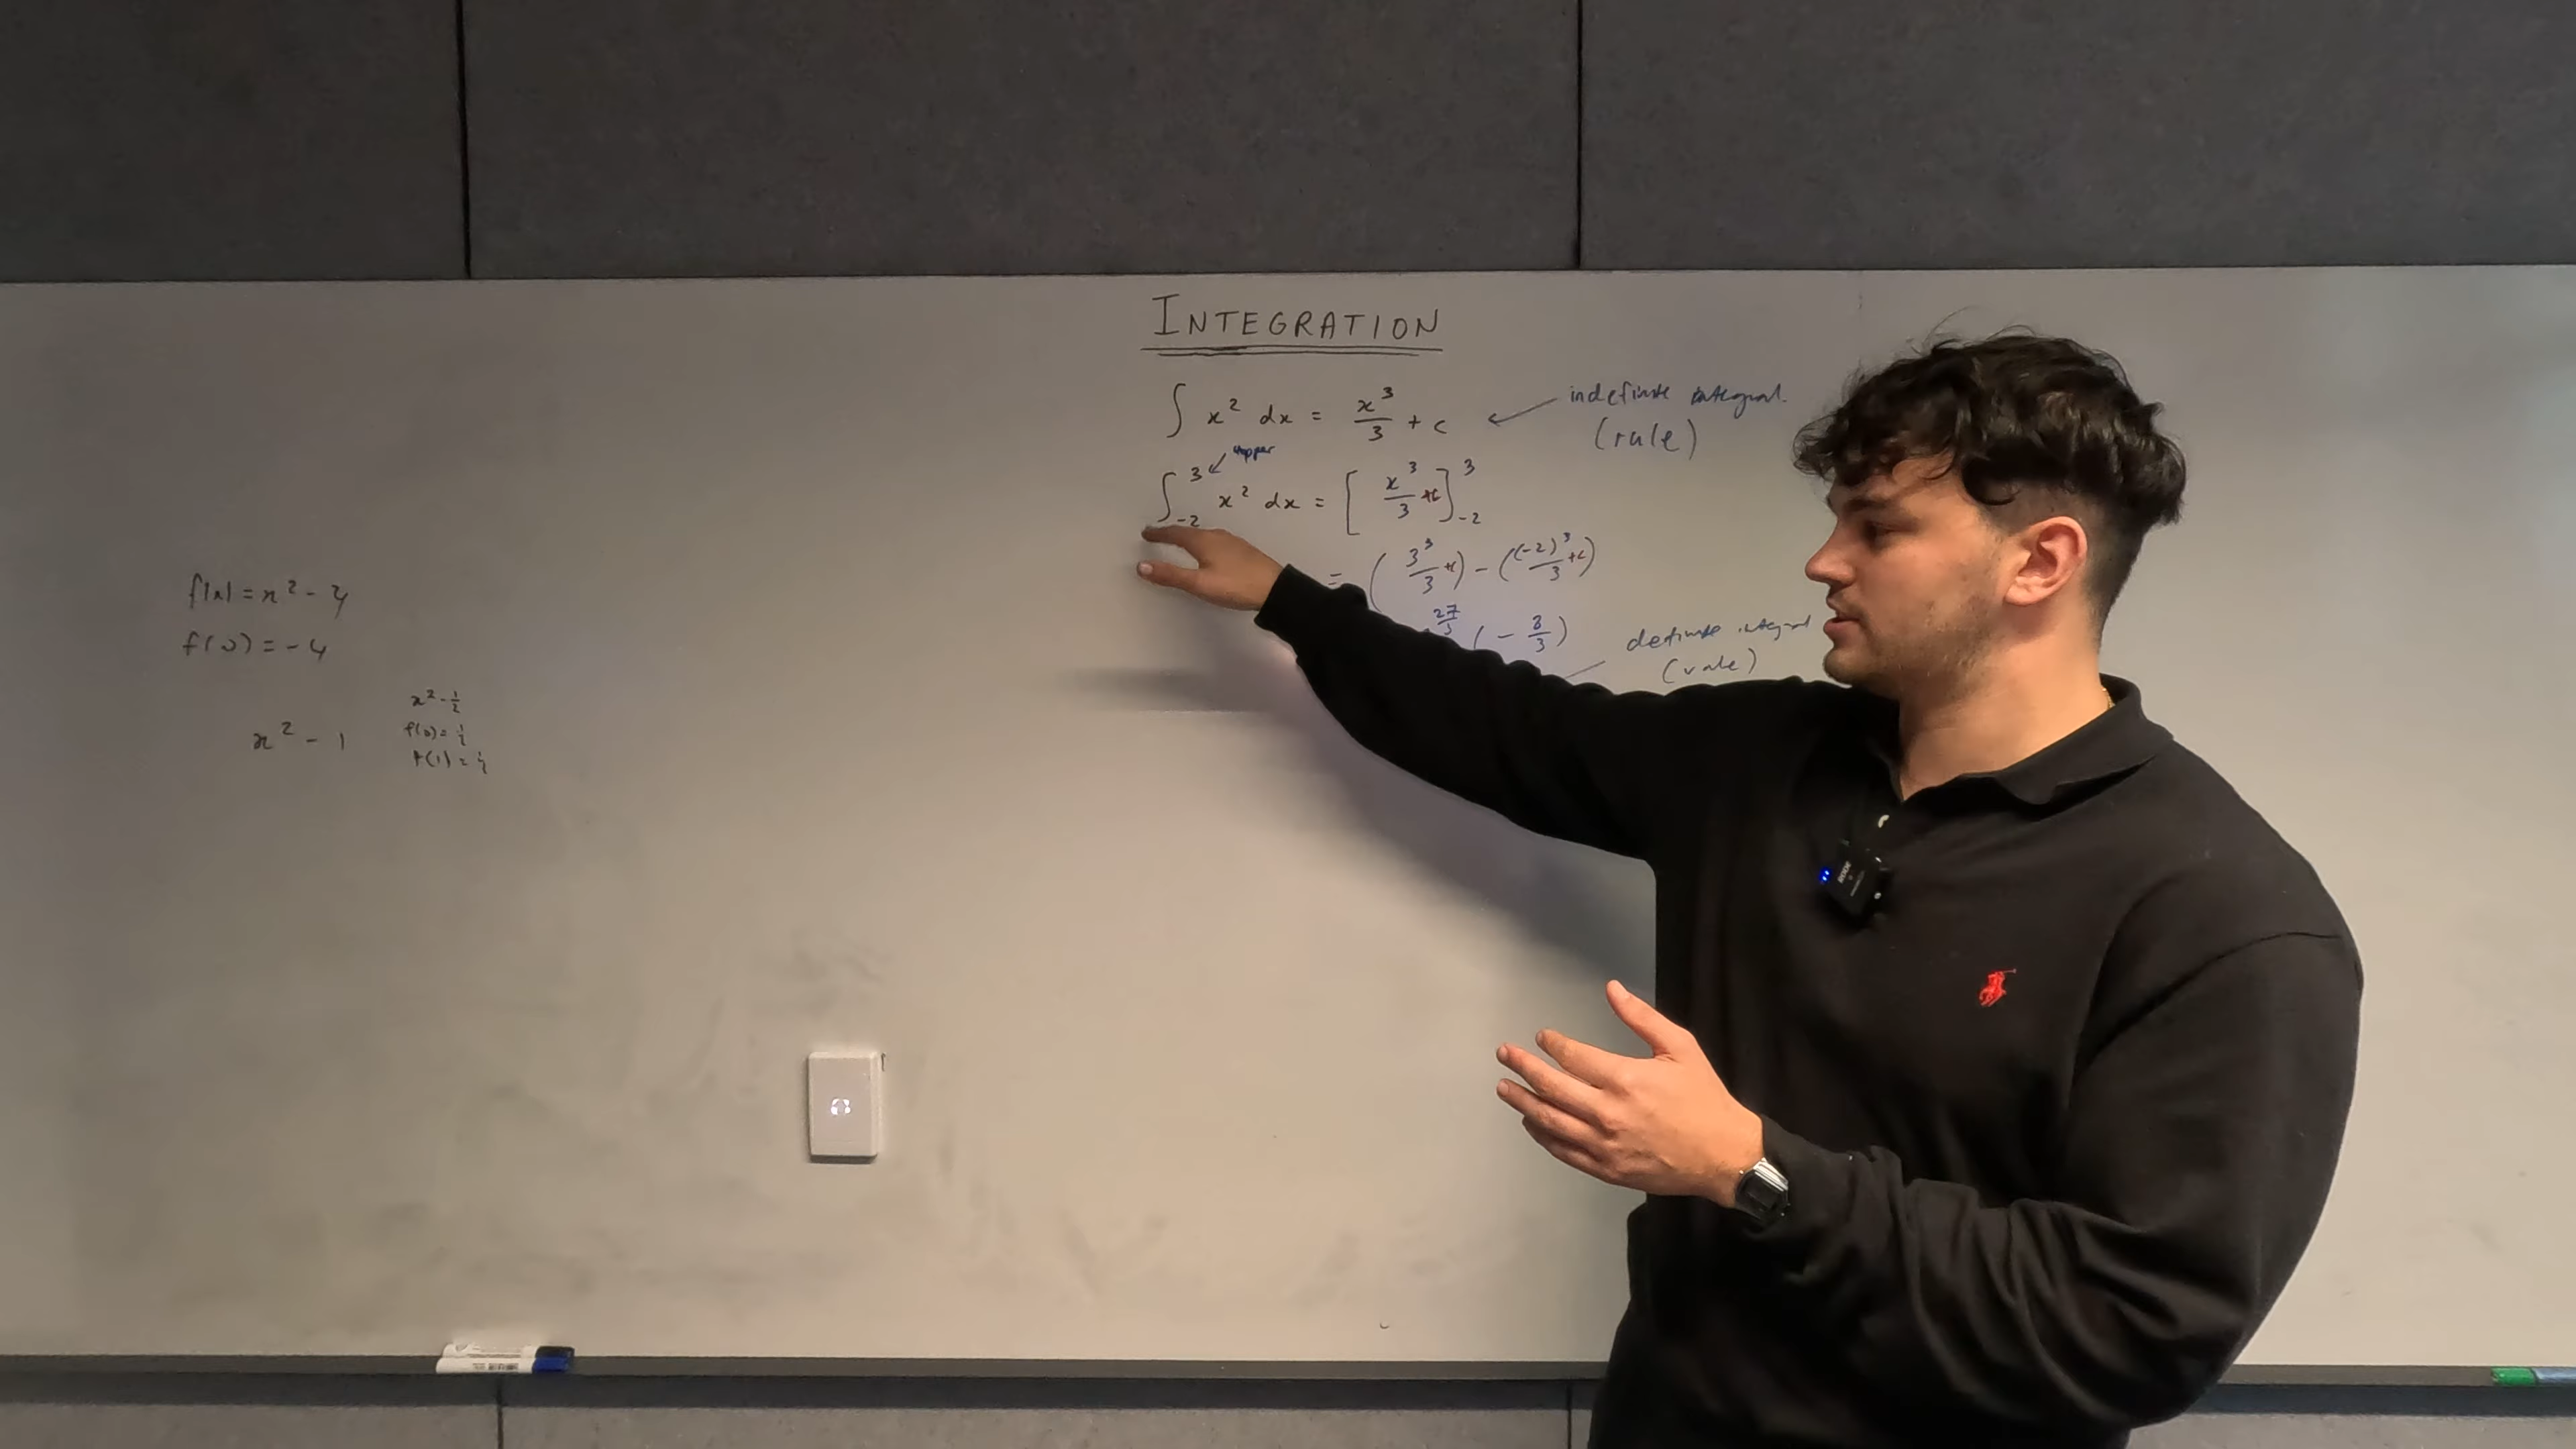 INTEGRATION
∫ x² dx = x³/3 + c
indefinite integral.
(rule)
upper
∫₋₂³ x² dx = [x³/3 +c]₋₂³
= (3³/3 +c) - ((-2)³/3 +c)
27/3 (- 8/3)
definite integral
f(x) = x² - 4
f(0) = - 4
x² - 1
x² - 1/2
f(0) = 1/2
f(1) = 1/2
RODE